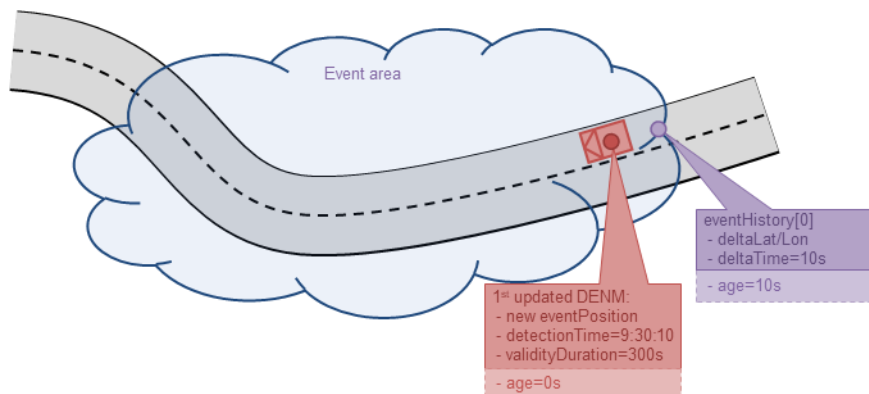 Event area
eventHistory[0]
- deltaLat/Lon
- deltaTime=10s
- age=10s
1st updated DENM:
- new eventPosition
- detectionTime=9:30:10
- validityDuration=300s
- age=0s